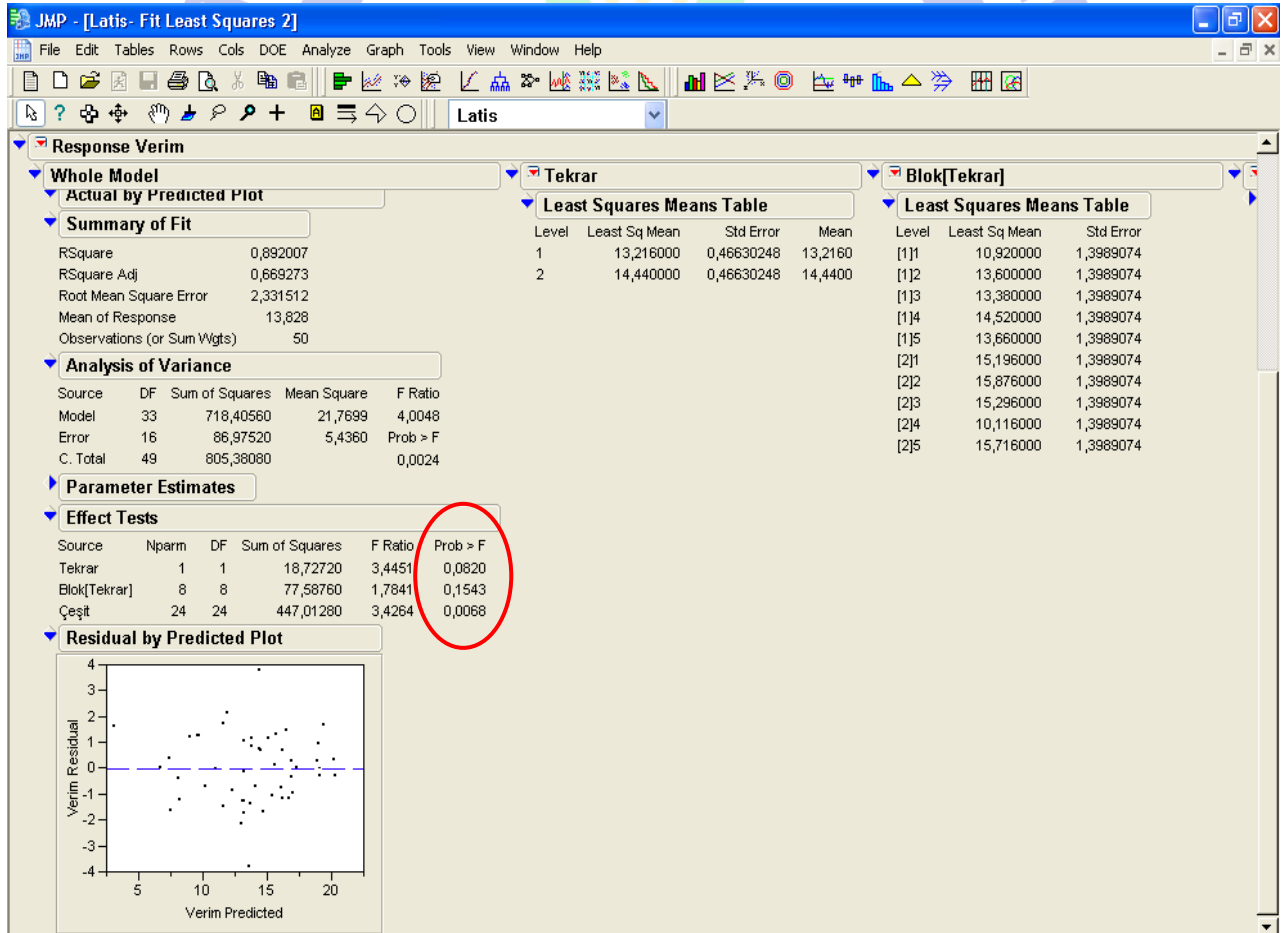 JMP - [Latis- Fit Least Squares 2]
File Edit Tables Rows Cols DOE Analyze Graph Tools View Window Help
Latis
Response Verim
Whole Model
Actual by Predicted Plot
Summary of Fit
RSquare 0,892007
RSquare Adj 0,669273
Root Mean Square Error 2,331512
Mean of Response 13,828
Observations (or Sum Wgts) 50
Analysis of Variance
Source DF Sum of Squares Mean Square F Ratio
Model 33 718,40560 21,7699 4,0048
Error 16 86,97520 5,4360 Prob > F
C. Total 49 805,38080 0,0024
Parameter Estimates
Effect Tests
Source Nparm DF Sum of Squares F Ratio Prob > F
Tekrar 1 1 18,72720 3,4451 0,0820
Blok[Tekrar] 8 8 77,58760 1,7841 0,1543
Çeşit 24 24 447,01280 3,4264 0,0068
Residual by Predicted Plot
Verim Residual
4
3
2
1
0
-1
-2
-3
-4
5 10 15 20
Verim Predicted
Tekrar
Least Squares Means Table
Level Least Sq Mean Std Error Mean
1 13,216000 0,46630248 13,2160
2 14,440000 0,46630248 14,4400
Blok[Tekrar]
Least Squares Means Table
Level Least Sq Mean Std Error
[1]1 10,920000 1,3989074
[1]2 13,600000 1,3989074
[1]3 13,380000 1,3989074
[1]4 14,520000 1,3989074
[1]5 13,660000 1,3989074
[2]1 15,196000 1,3989074
[2]2 15,876000 1,3989074
[2]3 15,296000 1,3989074
[2]4 10,116000 1,3989074
[2]5 15,716000 1,3989074